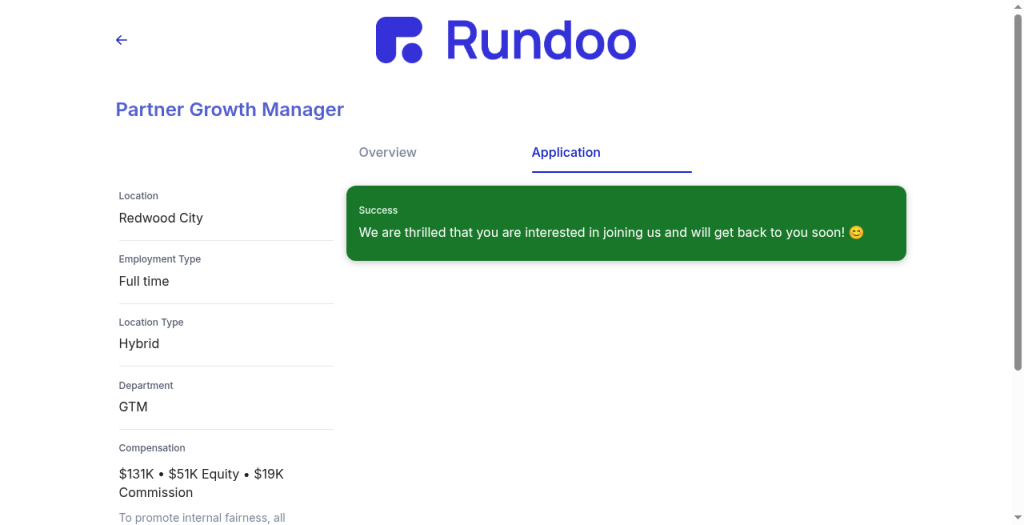 Rundoo
Partner Growth Manager
Overview
Application
Location
Redwood City
Employment Type
Full time
Location Type
Hybrid
Department
GTM
Compensation
$131K • $51K Equity • $19K
Commission
To promote internal fairness, all
Success
We are thrilled that you are interested in joining us and will get back to you soon! 😊